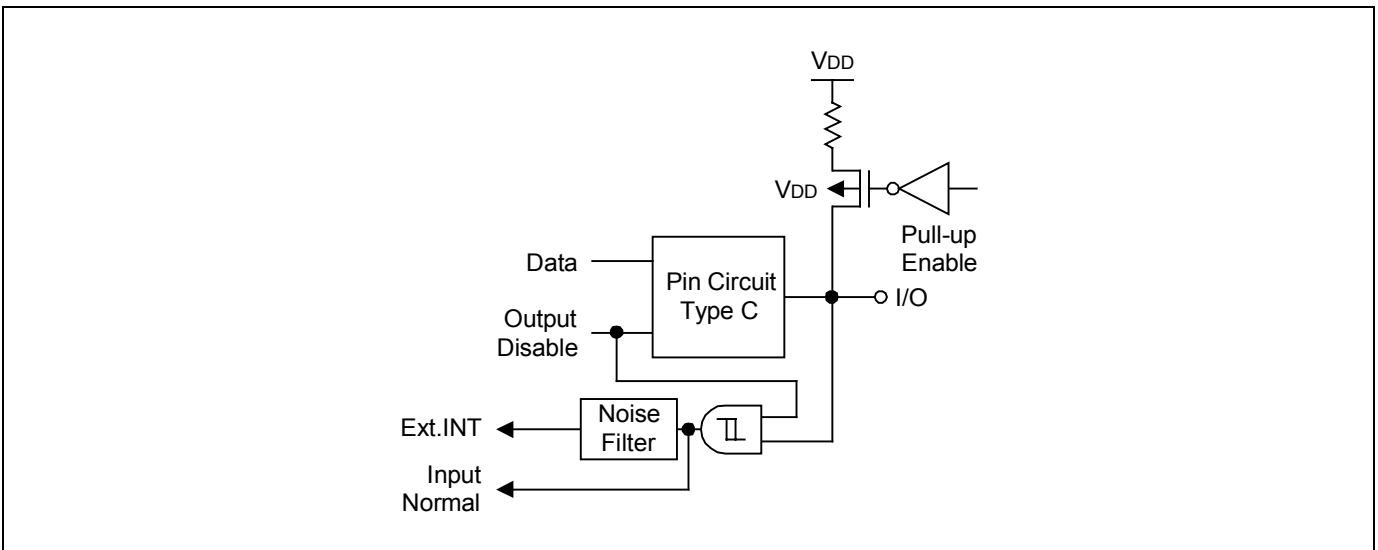 VDD
VDD
Pull-up
Enable
Data
Pin Circuit
Type C
I/O
Output
Disable
Noise
Filter
Ext.INT
Input
Normal